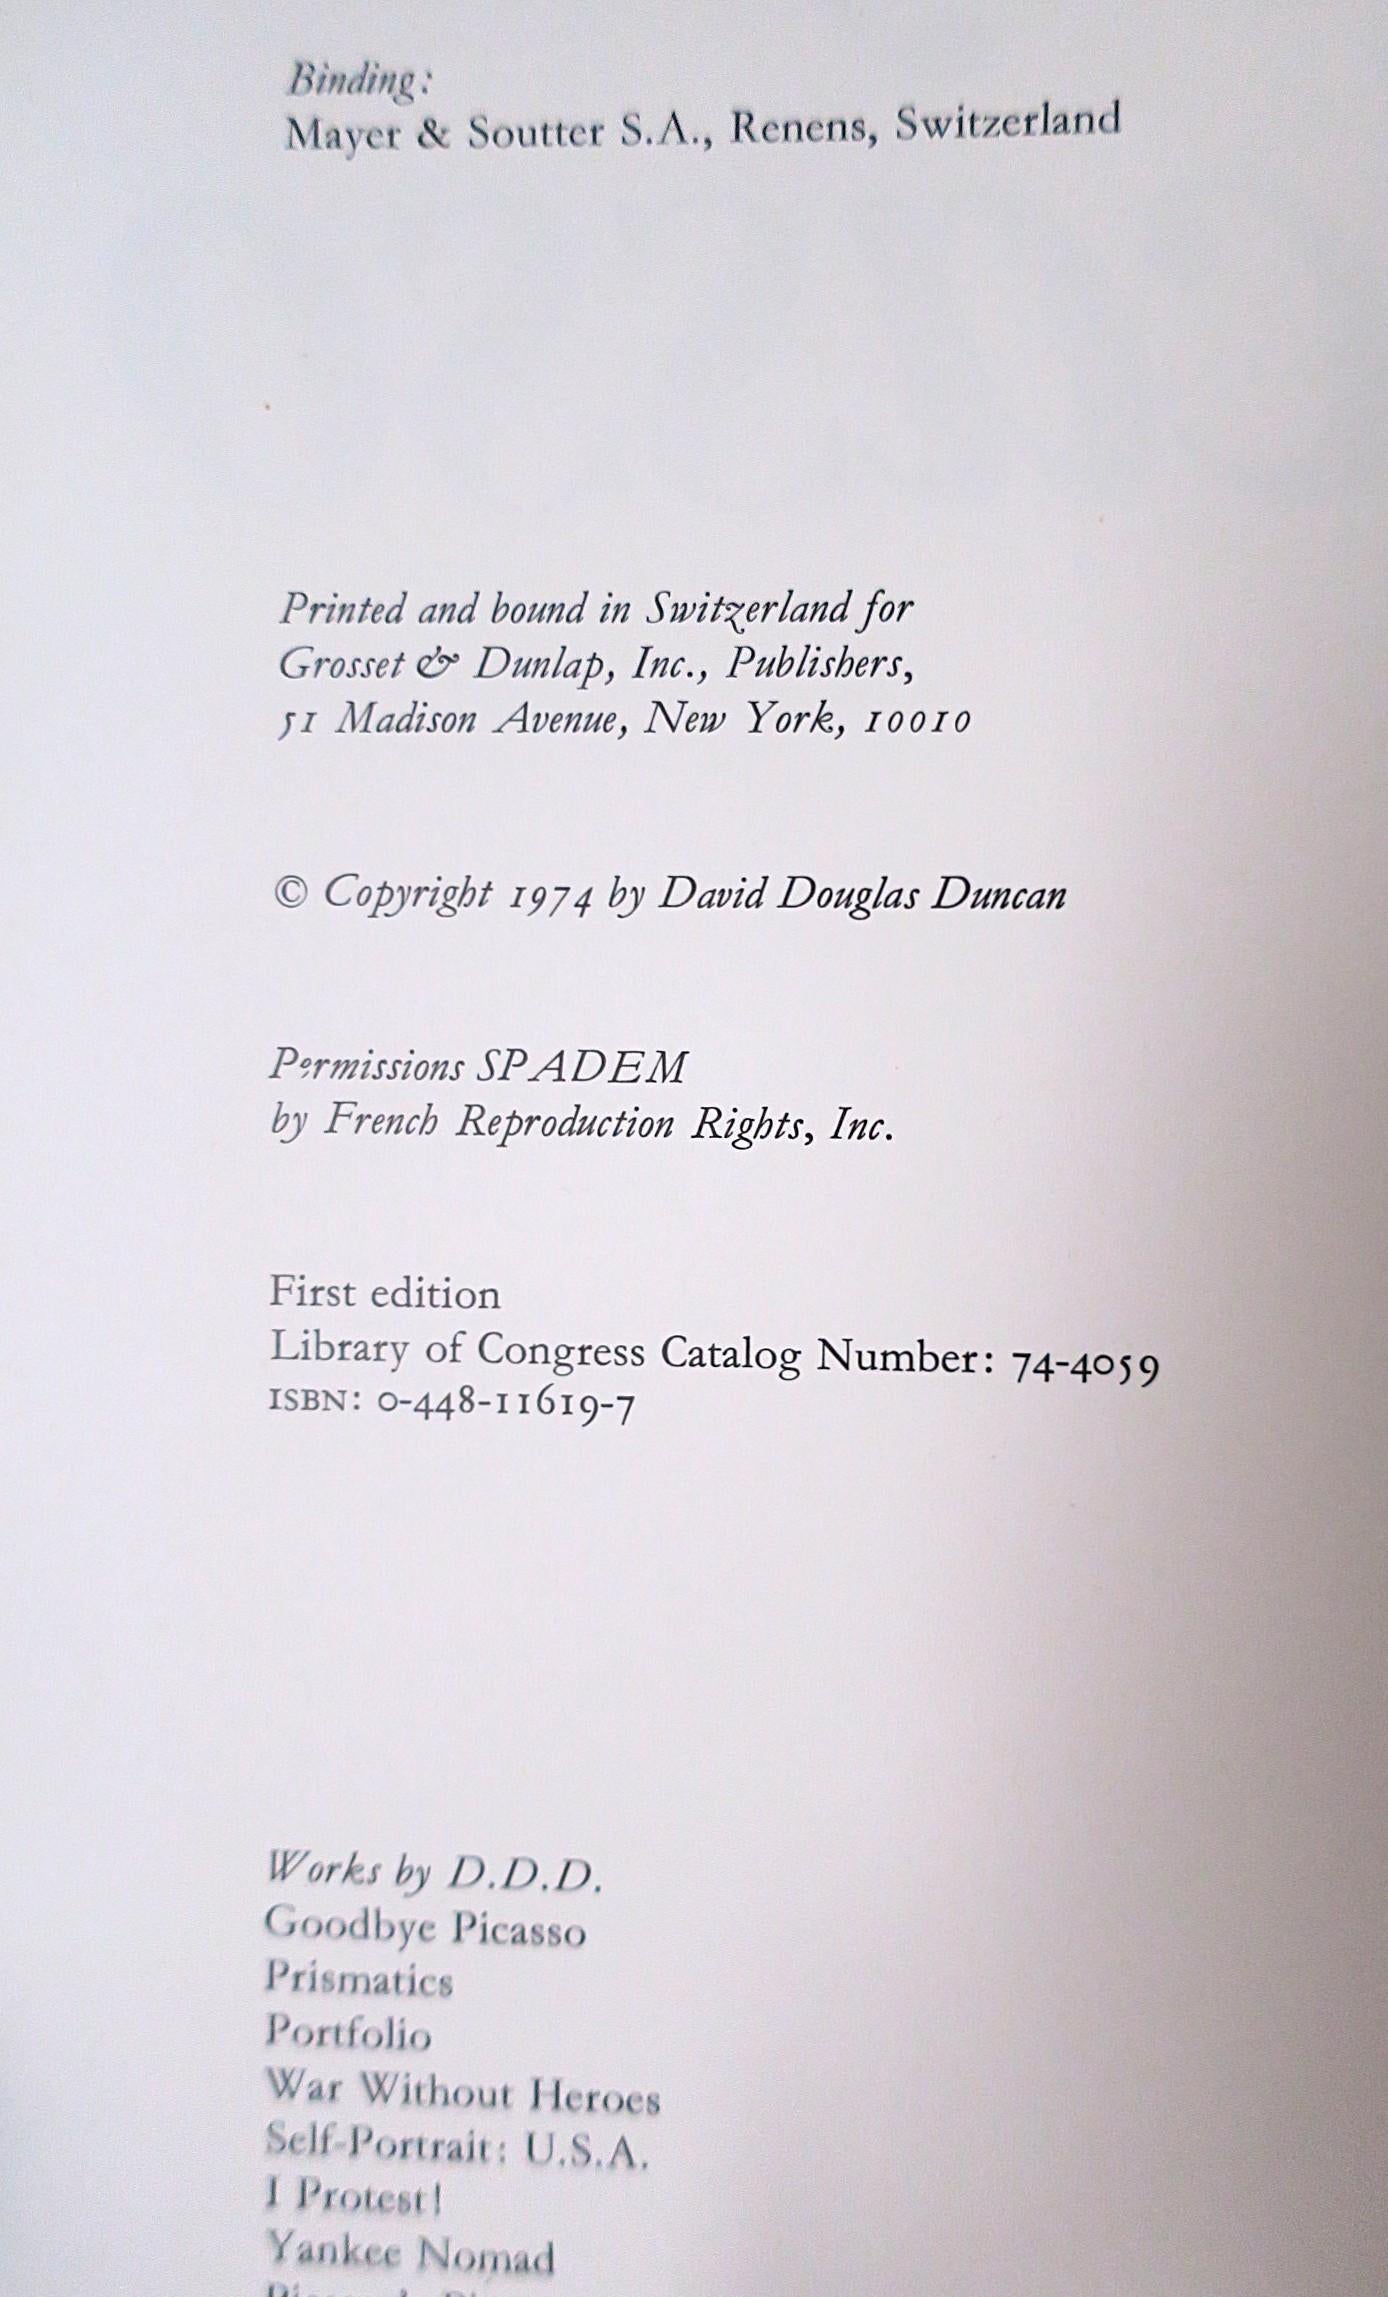 Binding:
Mayer & Soutter S.A., Renens, Switzerland
Printed and bound in Switzerland for
Grosset & Dunlap, Inc., Publishers,
51 Madison Avenue, New York, 10010
© Copyright 1974 by David Douglas Duncan
Permissions SPADEM
by French Reproduction Rights, Inc.
First edition
Library of Congress Catalog Number: 74-4059
ISBN: 0-448-11619-7
Works by D.D.D.
Goodbye Picasso
Prismatics
Portfolio
War Without Heroes
Self-Portrait: U.S.A.
I Protest!
Yankee Nomad